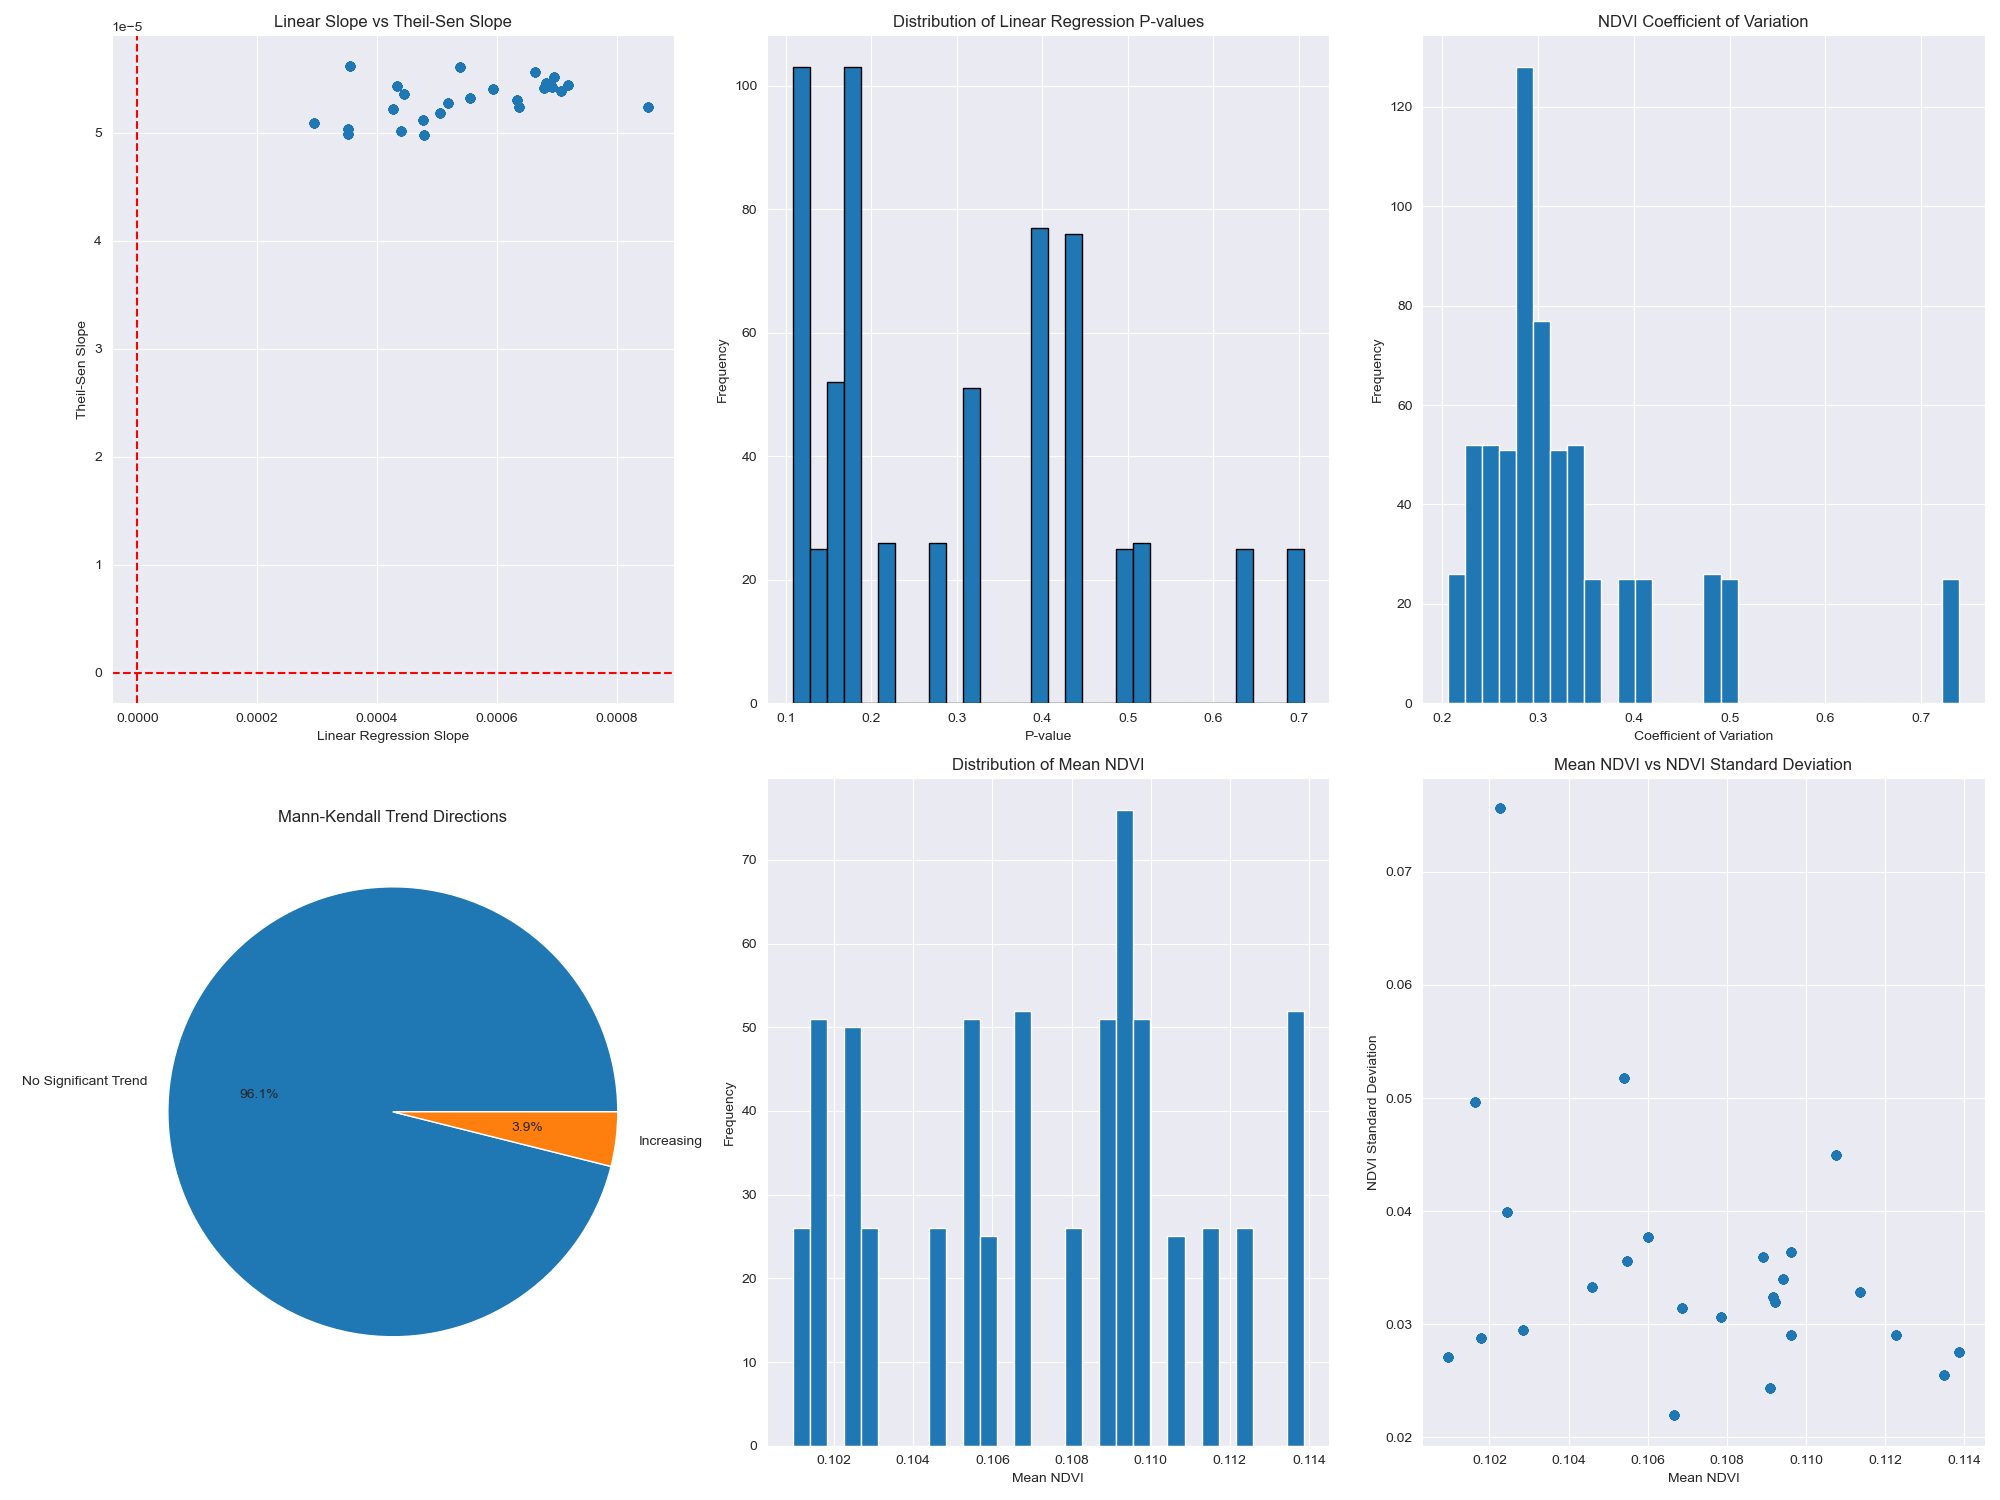 Linear Slope vs Theil-Sen Slope
1e−5
5
4
3
2
1
0
Theil-Sen Slope
0.0000 0.0002 0.0004 0.0006 0.0008
Linear Regression Slope
Distribution of Linear Regression P-values
100
80
60
40
20
0
Frequency
0.1 0.2 0.3 0.4 0.5 0.6 0.7
P-value
NDVI Coefficient of Variation
120
100
80
60
40
20
0
Frequency
0.2 0.3 0.4 0.5 0.6 0.7
Coefficient of Variation
Mann-Kendall Trend Directions
No Significant Trend
96.1%
3.9%
Increasing
Distribution of Mean NDVI
70
60
50
40
30
20
10
0
Frequency
0.102 0.104 0.106 0.108 0.110 0.112 0.114
Mean NDVI
Mean NDVI vs NDVI Standard Deviation
0.07
0.06
0.05
0.04
0.03
0.02
NDVI Standard Deviation
0.102 0.104 0.106 0.108 0.110 0.112 0.114
Mean NDVI